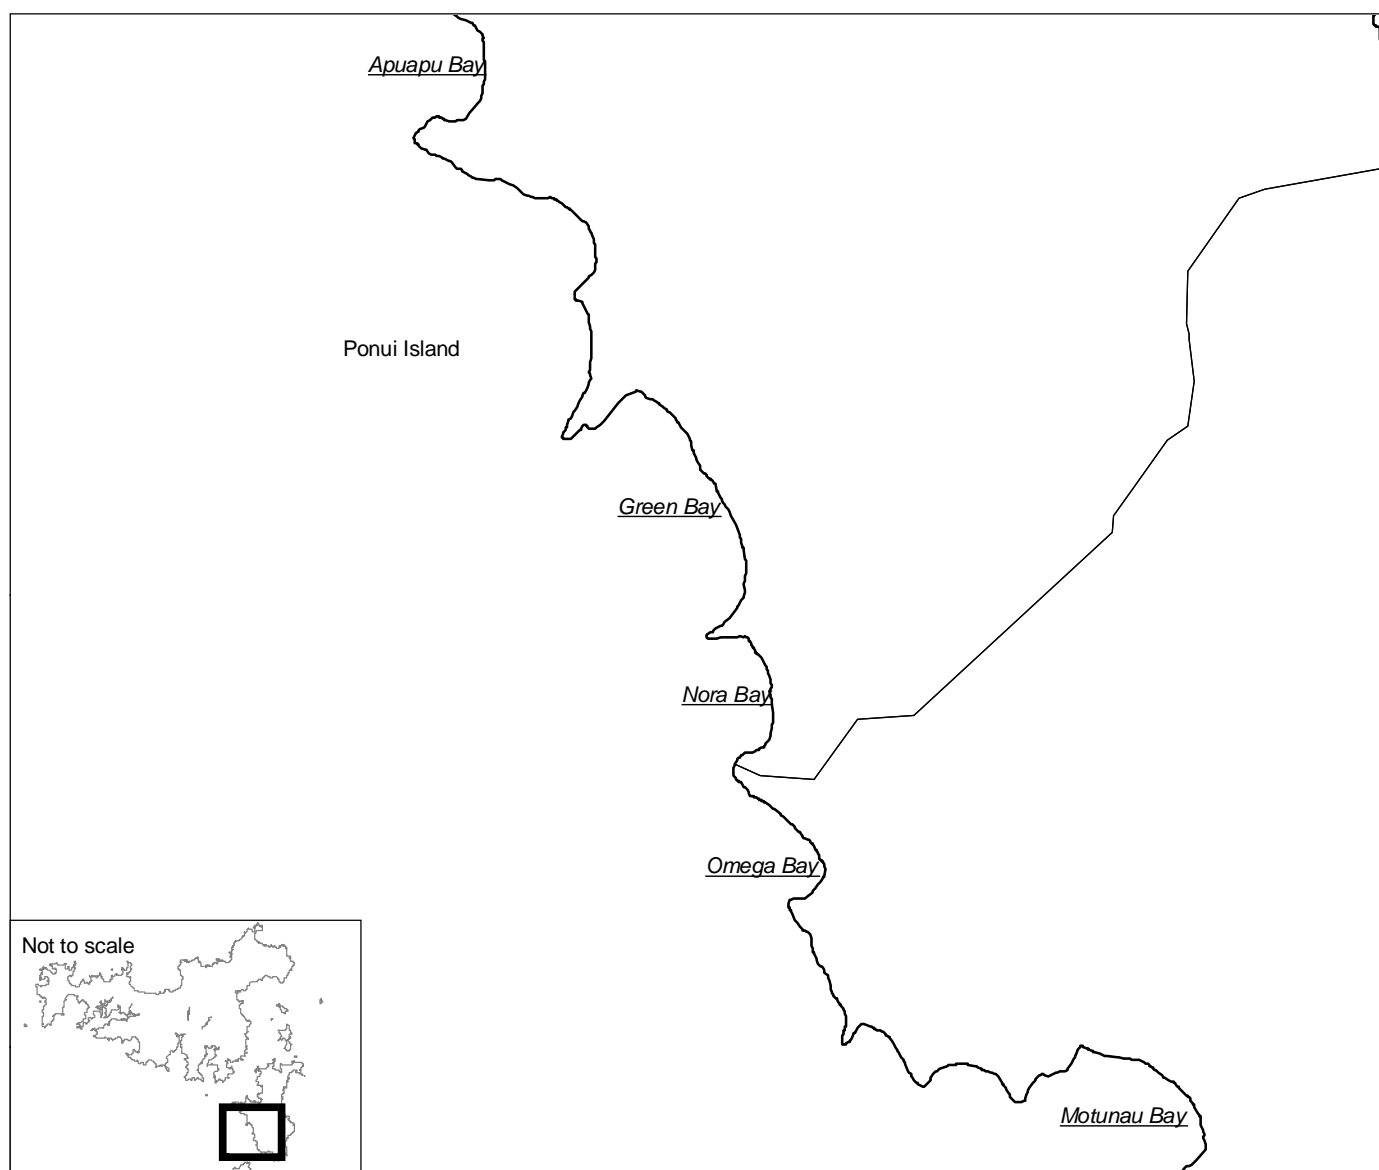 Apuapu Bay
Ponui Island
Green Bay
Nora Bay
Omega Bay
Not to scale
Motunau Bay